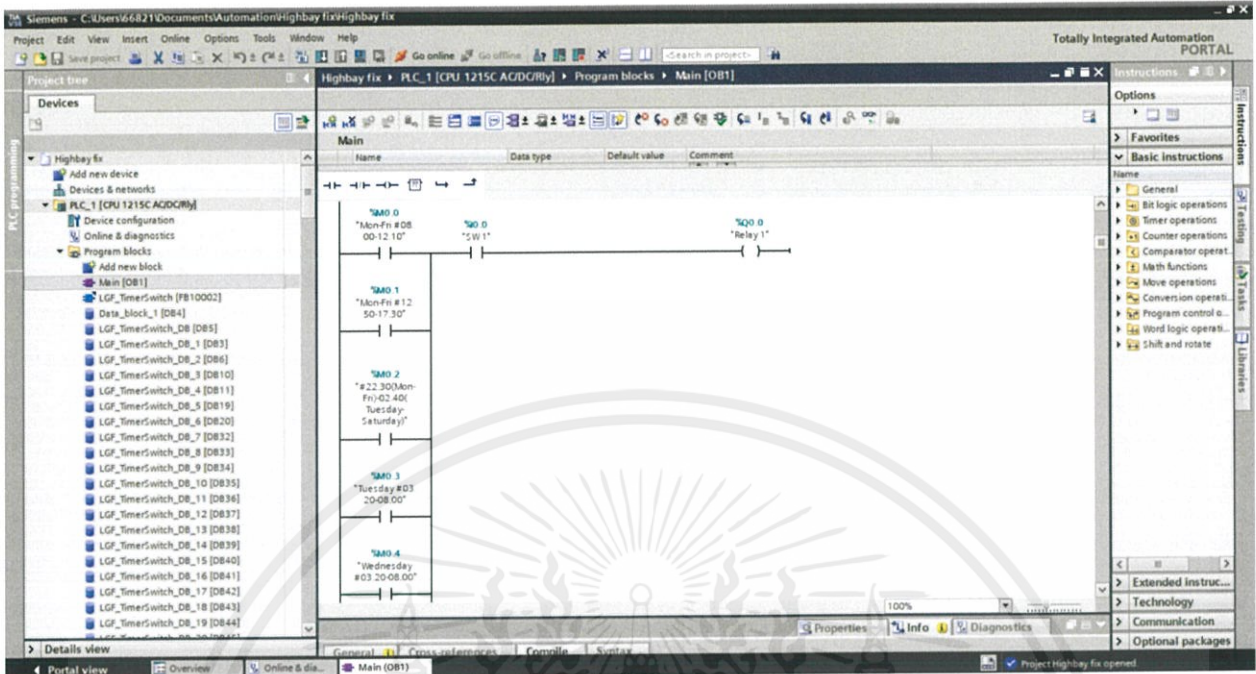 Siemens - C:\Users\66821\Documents\Automation\Highbay fix\Highbay fix
Project Edit View Insert Online Options Tools Window Help
Totally Integrated Automation
PORTAL
Save project
Go online
Go offline
<Search in project>
Project tree
Highbay fix ▸ PLC_1 [CPU 1215C AC/DC/Rly] ▸ Program blocks ▸ Main [OB1]
Devices
PLC programming
Highbay fix
Add new device
Devices & networks
PLC_1 [CPU 1215C AC/DC/Rly]
Device configuration
Online & diagnostics
Program blocks
Add new block
Main [OB1]
LGF_TimerSwitch [FB10002]
Data_block_1 [DB4]
LGF_TimerSwitch_DB [DB5]
LGF_TimerSwitch_DB_1 [DB3]
LGF_TimerSwitch_DB_2 [DB6]
LGF_TimerSwitch_DB_3 [DB10]
LGF_TimerSwitch_DB_4 [DB11]
LGF_TimerSwitch_DB_5 [DB19]
LGF_TimerSwitch_DB_6 [DB20]
LGF_TimerSwitch_DB_7 [DB32]
LGF_TimerSwitch_DB_8 [DB33]
LGF_TimerSwitch_DB_9 [DB34]
LGF_TimerSwitch_DB_10 [DB35]
LGF_TimerSwitch_DB_11 [DB36]
LGF_TimerSwitch_DB_12 [DB37]
LGF_TimerSwitch_DB_13 [DB38]
LGF_TimerSwitch_DB_14 [DB39]
LGF_TimerSwitch_DB_15 [DB40]
LGF_TimerSwitch_DB_16 [DB41]
LGF_TimerSwitch_DB_17 [DB42]
LGF_TimerSwitch_DB_18 [DB43]
LGF_TimerSwitch_DB_19 [DB44]
Details view
Main
Name Data type Default value Comment
%M0.0
"Mon-Fri #08
00-12.10"
%I0.0
"SW1"
%Q0.0
"Relay 1"
%M0.1
"Mon-Fri #12
50-17.30"
%M0.2
"#22.30(Mon-
Fri)-02.40(
Tuesday-
Saturday)"
%M0.3
"Tuesday #03
20-08.00"
%M0.4
"Wednesday
#03.20-08.00"
100%
Properties Info Diagnostics
General Cross-references Compile Syntax
Instructions
Options
Favorites
Basic instructions
Name
General
Bit logic operations
Timer operations
Counter operations
Comparator operat..
Math functions
Move operations
Conversion operati..
Program control o...
Word logic operati...
Shift and rotate
Extended instruc...
Technology
Communication
Optional packages
Instructions
Testing
Tasks
Libraries
Portal view Overview Online & dia... Main (OB1)
Project Highbay fix opened.